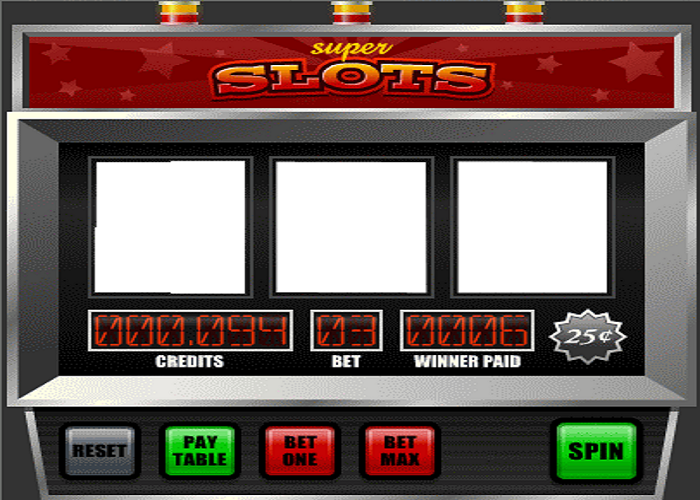 super
SLOTS
000.094 03 0006
25¢
CREDITS BET WINNER PAID
RESET PAY TABLE BET ONE BET MAX SPIN